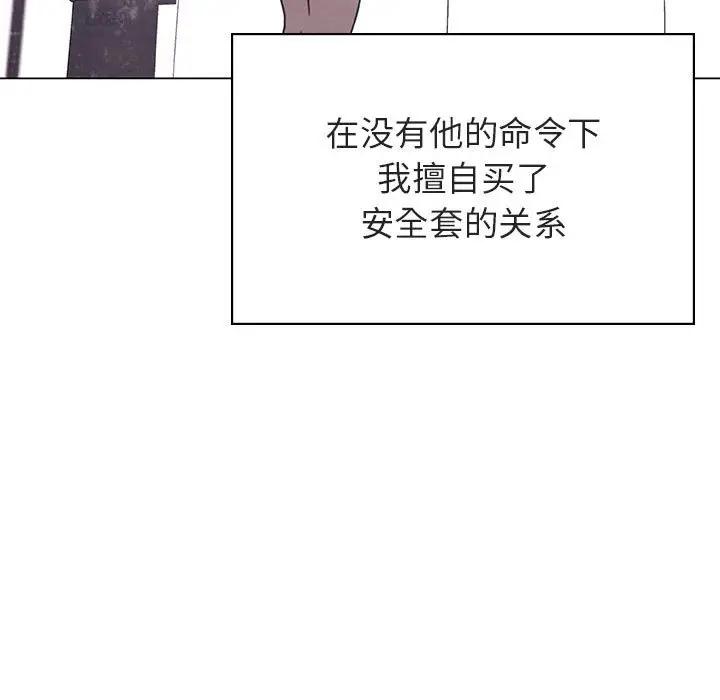 在没有他的命令下
我擅自买了
安全套的关系